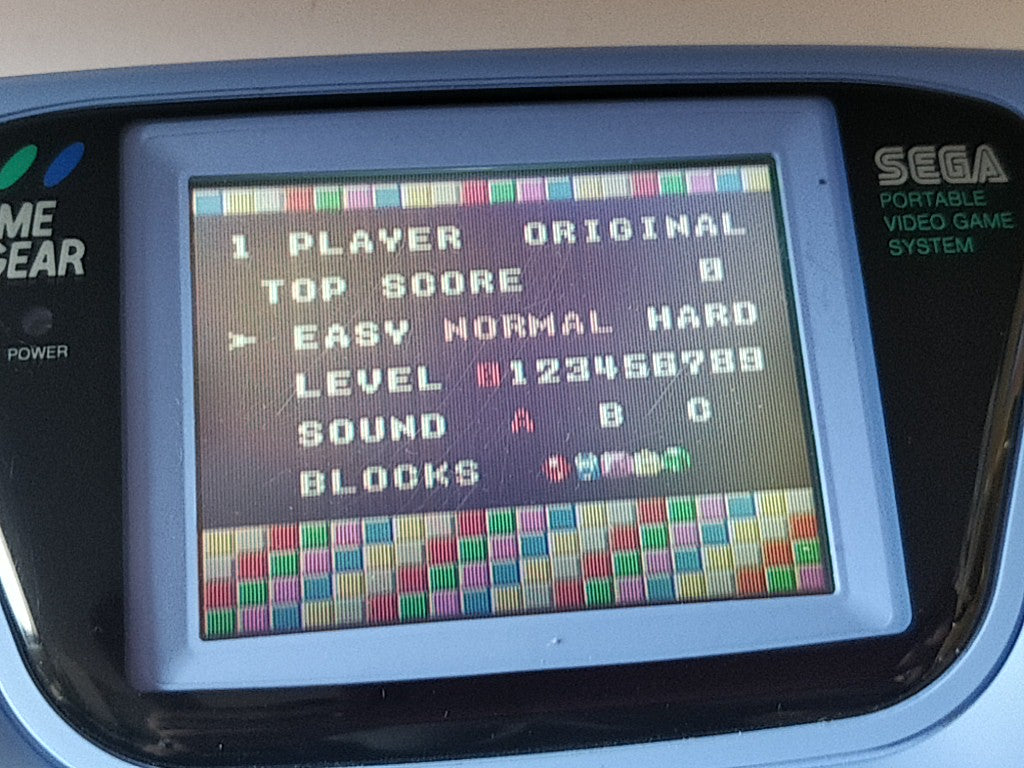 ME
GEAR
POWER
SEGA
PORTABLE
VIDEO GAME
SYSTEM
1 PLAYER ORIGINAL
TOP SCORE 0
EASY NORMAL HARD
LEVEL 0123456789
SOUND A B C
BLOCKS